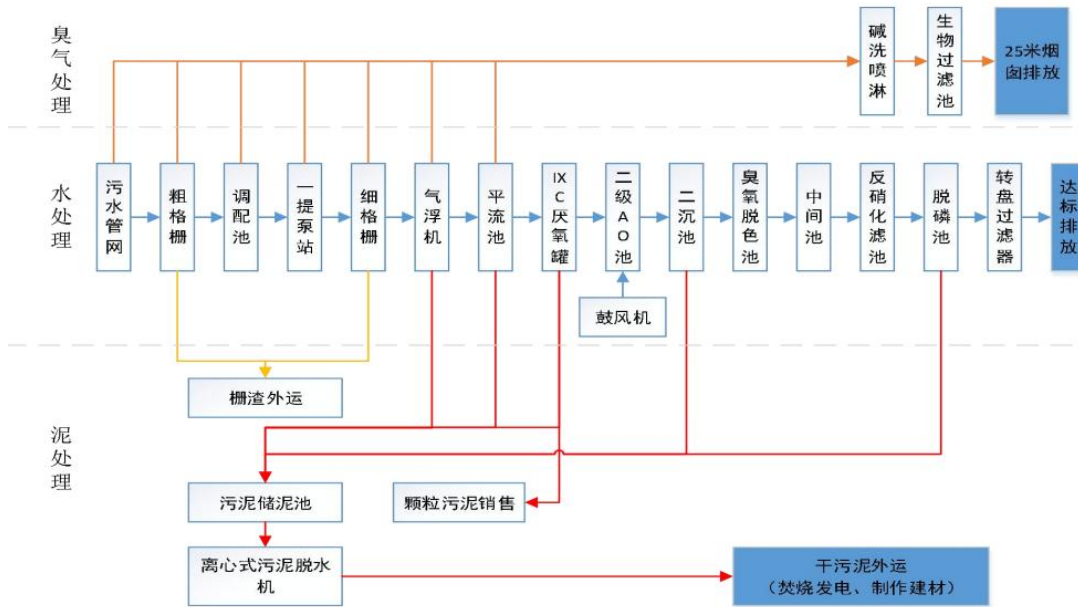 臭气处理
碱洗喷淋
生物过滤池
25米烟
囱排放
水处理
污水管网
粗格栅
调配池
一提泵站
细格栅
气浮机
平流池
IXC厌氧罐
二级AO池
二沉池
臭氧脱色池
中间池
反硝化滤池
脱磷池
转盘过滤器
达标排放
鼓风机
泥处理
栅渣外运
污泥储泥池
颗粒污泥销售
离心式污泥脱水
机
干污泥外运
（焚烧发电、制作建材）